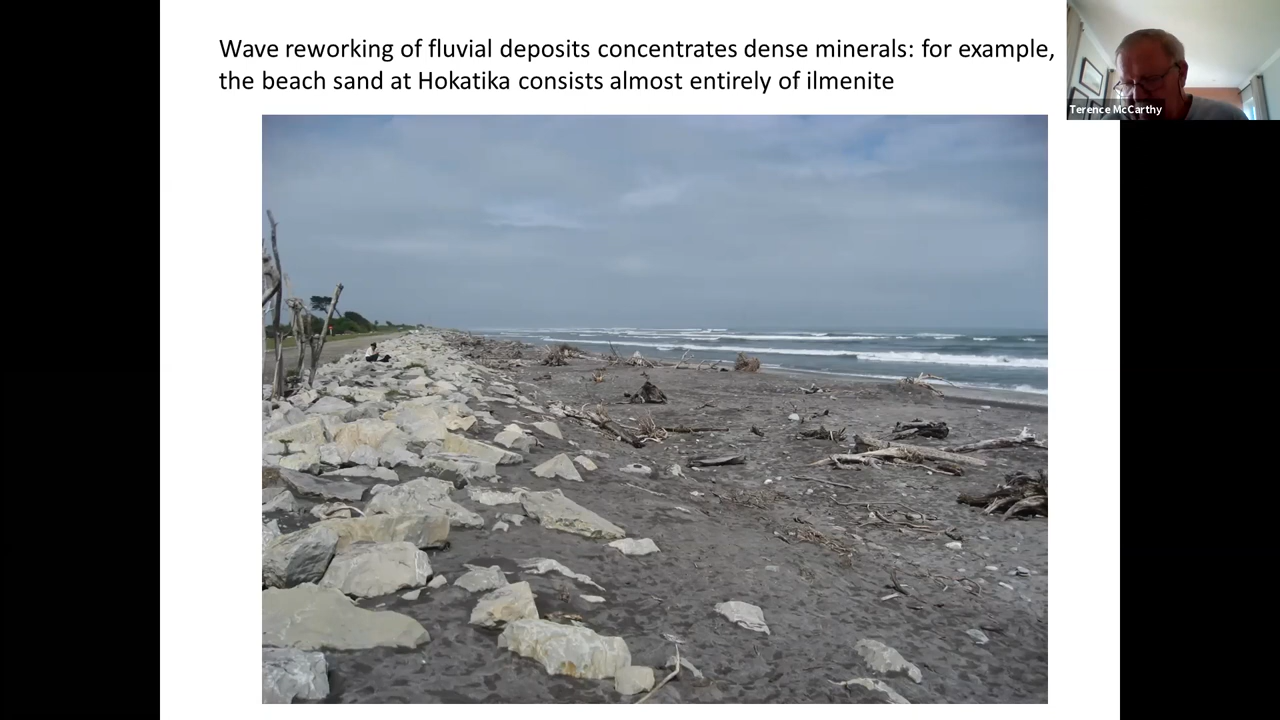 Wave reworking of fluvial deposits concentrates dense minerals: for example,
the beach sand at Hokatika consists almost entirely of ilmenite
Terence McCarthy